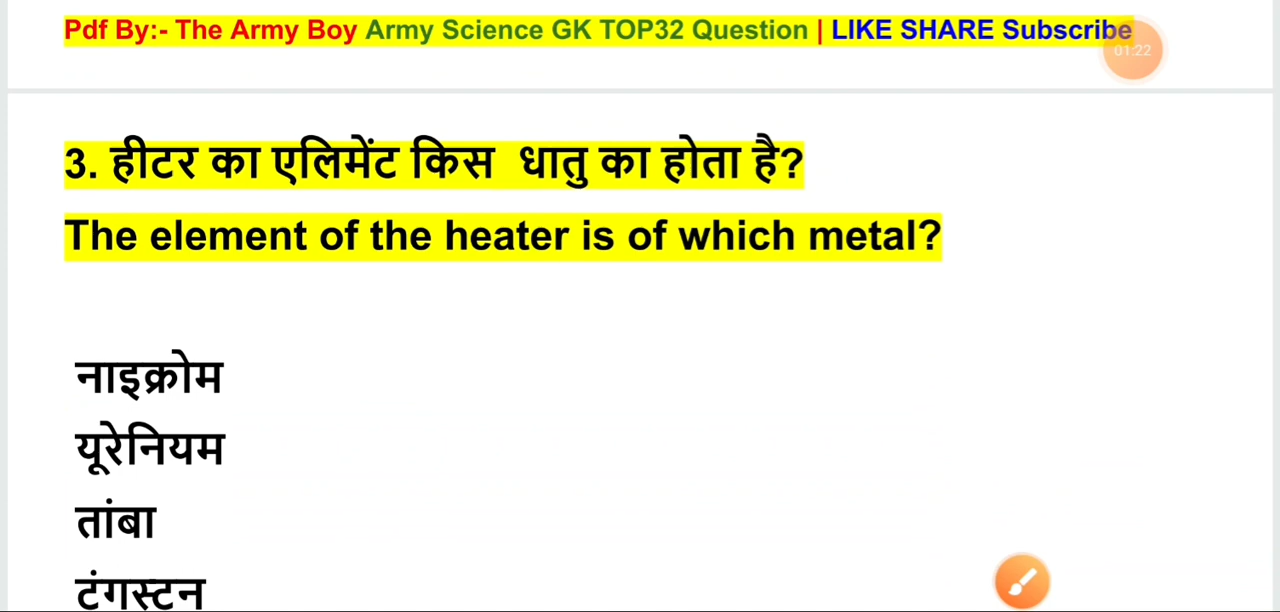 Pdf By:- The Army Boy Army Science GK TOP32 Question | LIKE SHARE Subscribe
01:22
3. हीटर का एलिमेंट किस धातु का होता है?
The element of the heater is of which metal?
नाइक्रोम
यूरेनियम
तांबा
टंगस्टन